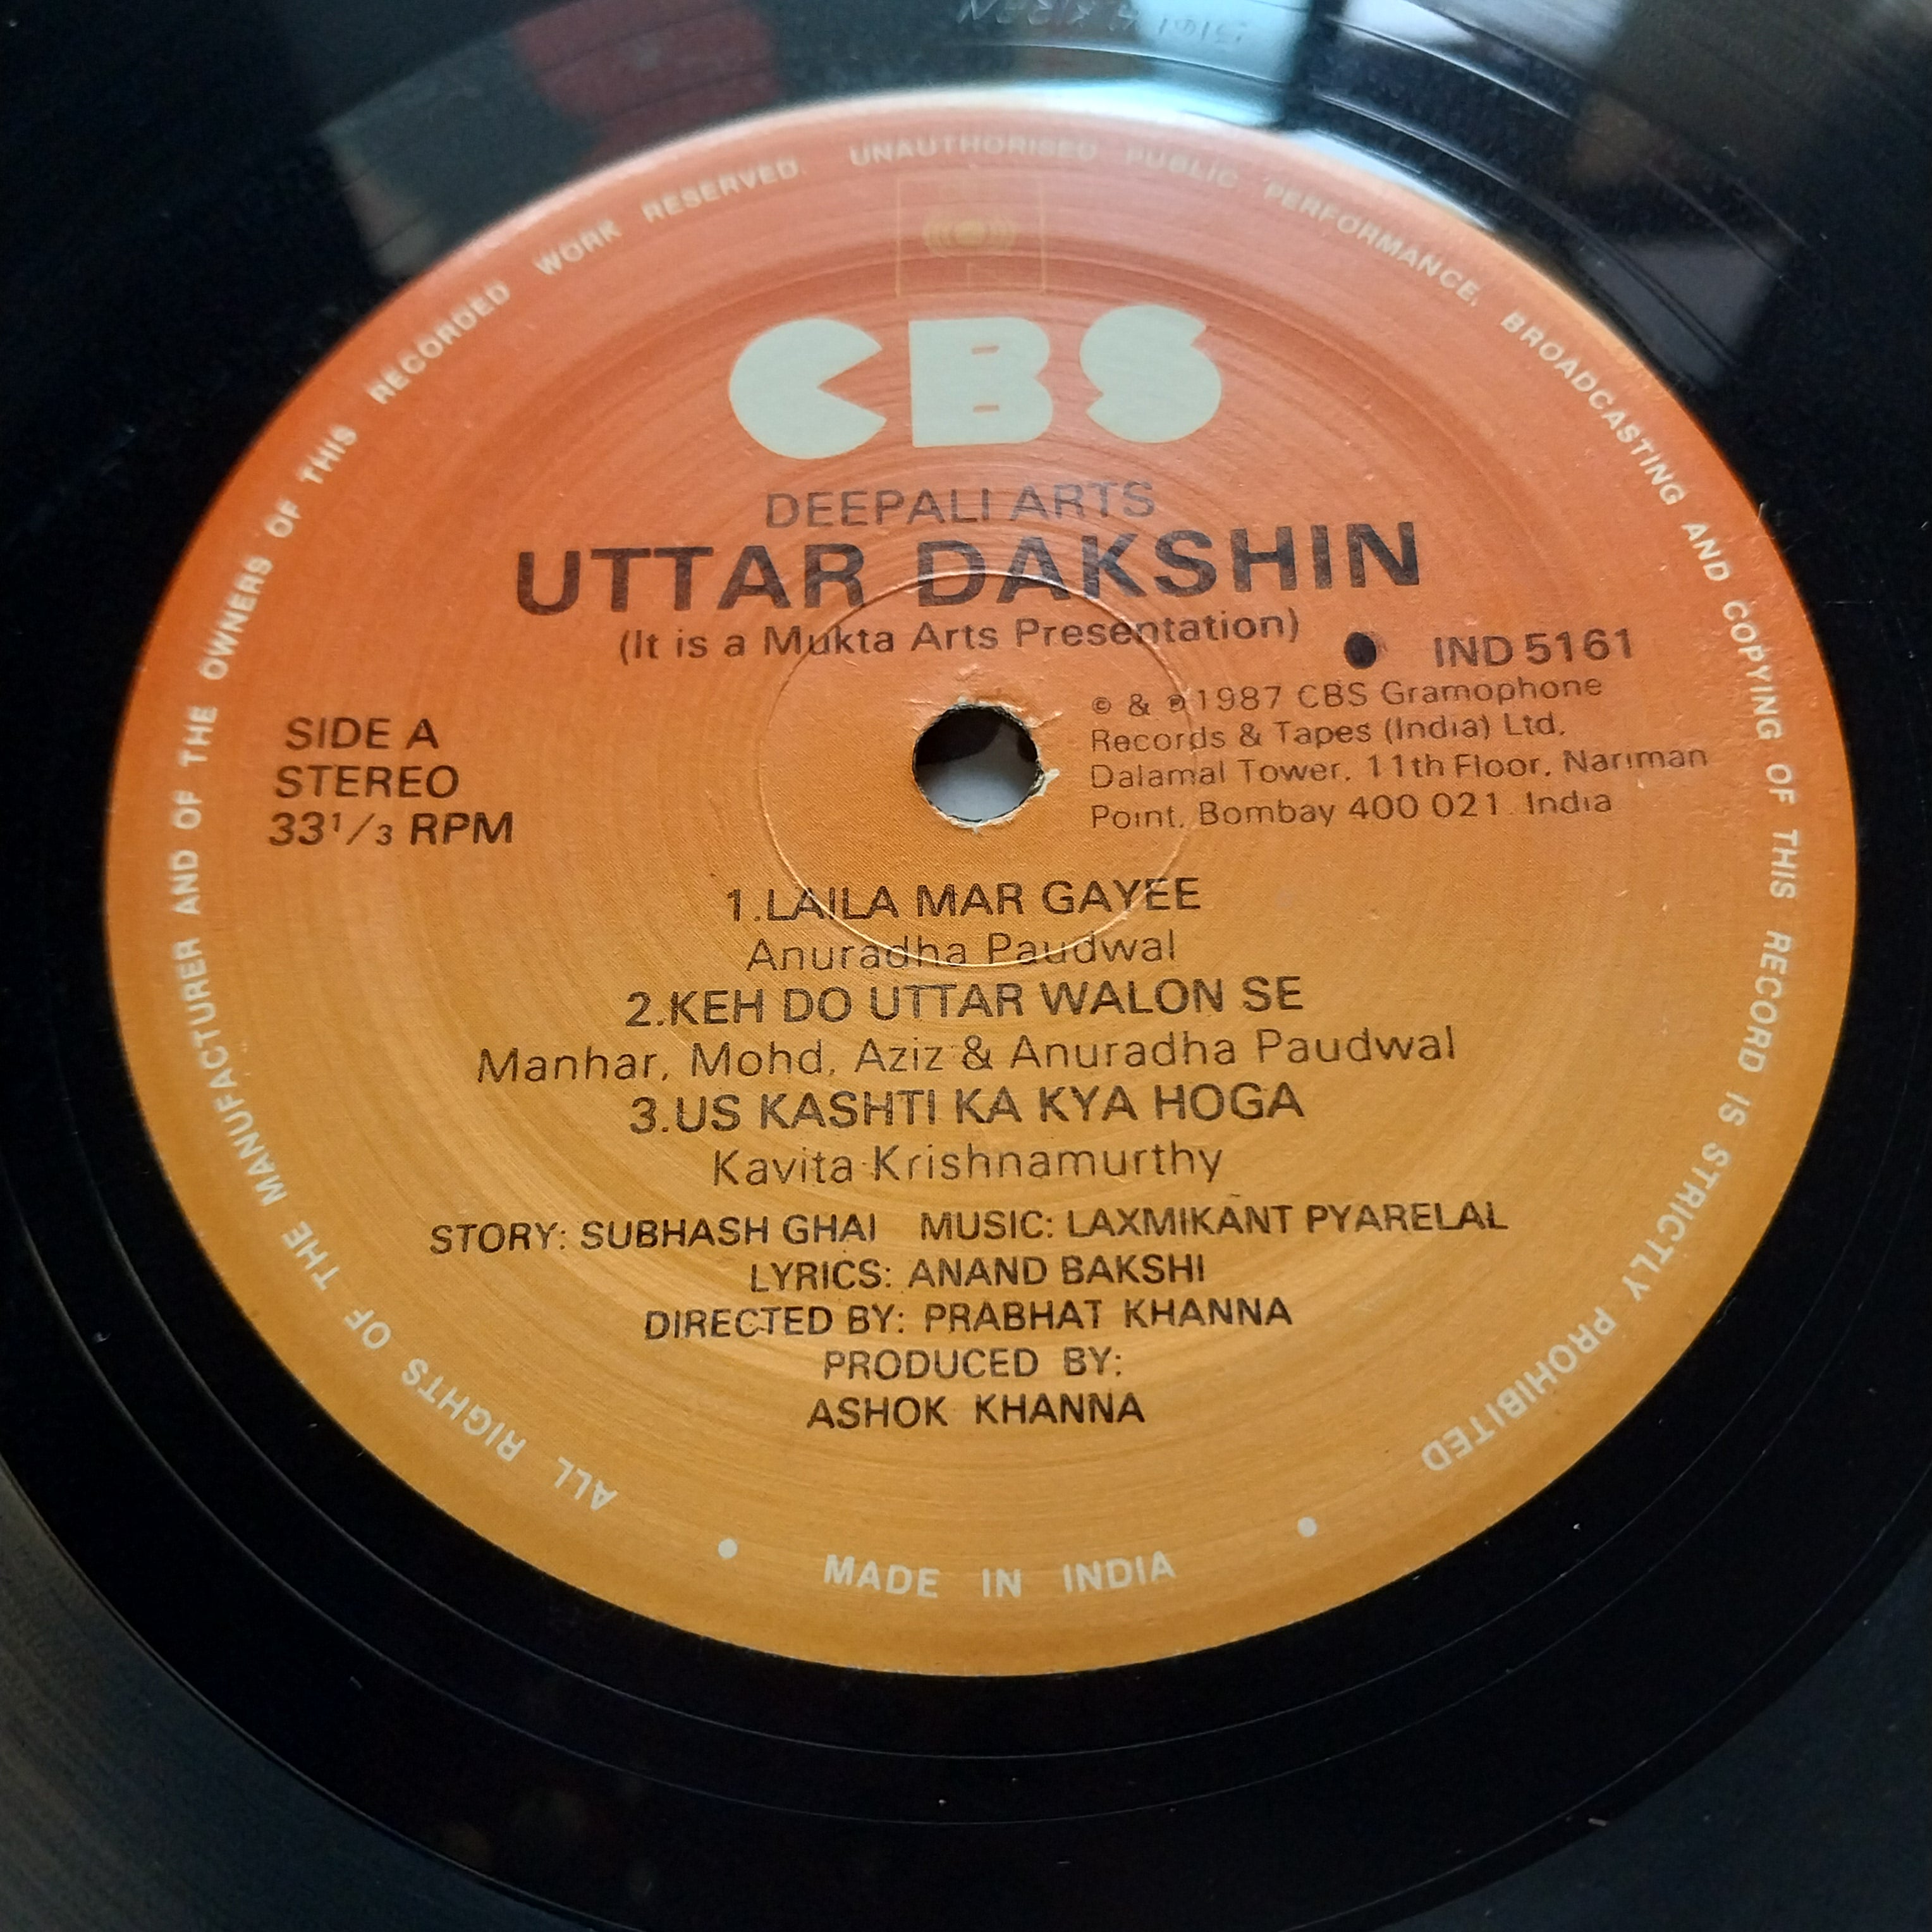 ALL RIGHTS OF THE MANUFACTURER AND OF THE OWNERS OF THIS RECORDED WORK RESERVED. UNAUTHORISED PUBLIC PERFORMANCE, BROADCASTING AND COPYING OF THIS RECORD IS STRICTLY PROHIBITED
CBS
DEEPALI ARTS
UTTAR DAKSHIN
(It is a Mukta Arts Presentation)
● IND 5161
SIDE A
STEREO
33 1/3 RPM
© & ℗ 1987 CBS Gramophone
Records & Tapes (India) Ltd.
Dalamal Tower, 11th Floor, Nariman
Point, Bombay 400 021. India
1.LAILA MAR GAYEE
Anuradha Paudwal
2.KEH DO UTTAR WALON SE
Manhar, Mohd. Aziz & Anuradha Paudwal
3.US KASHTI KA KYA HOGA
Kavita Krishnamurthy
STORY: SUBHASH GHAI MUSIC: LAXMIKANT PYARELAL
LYRICS: ANAND BAKSHI
DIRECTED BY: PRABHAT KHANNA
PRODUCED BY:
ASHOK KHANNA
● MADE IN INDIA ●